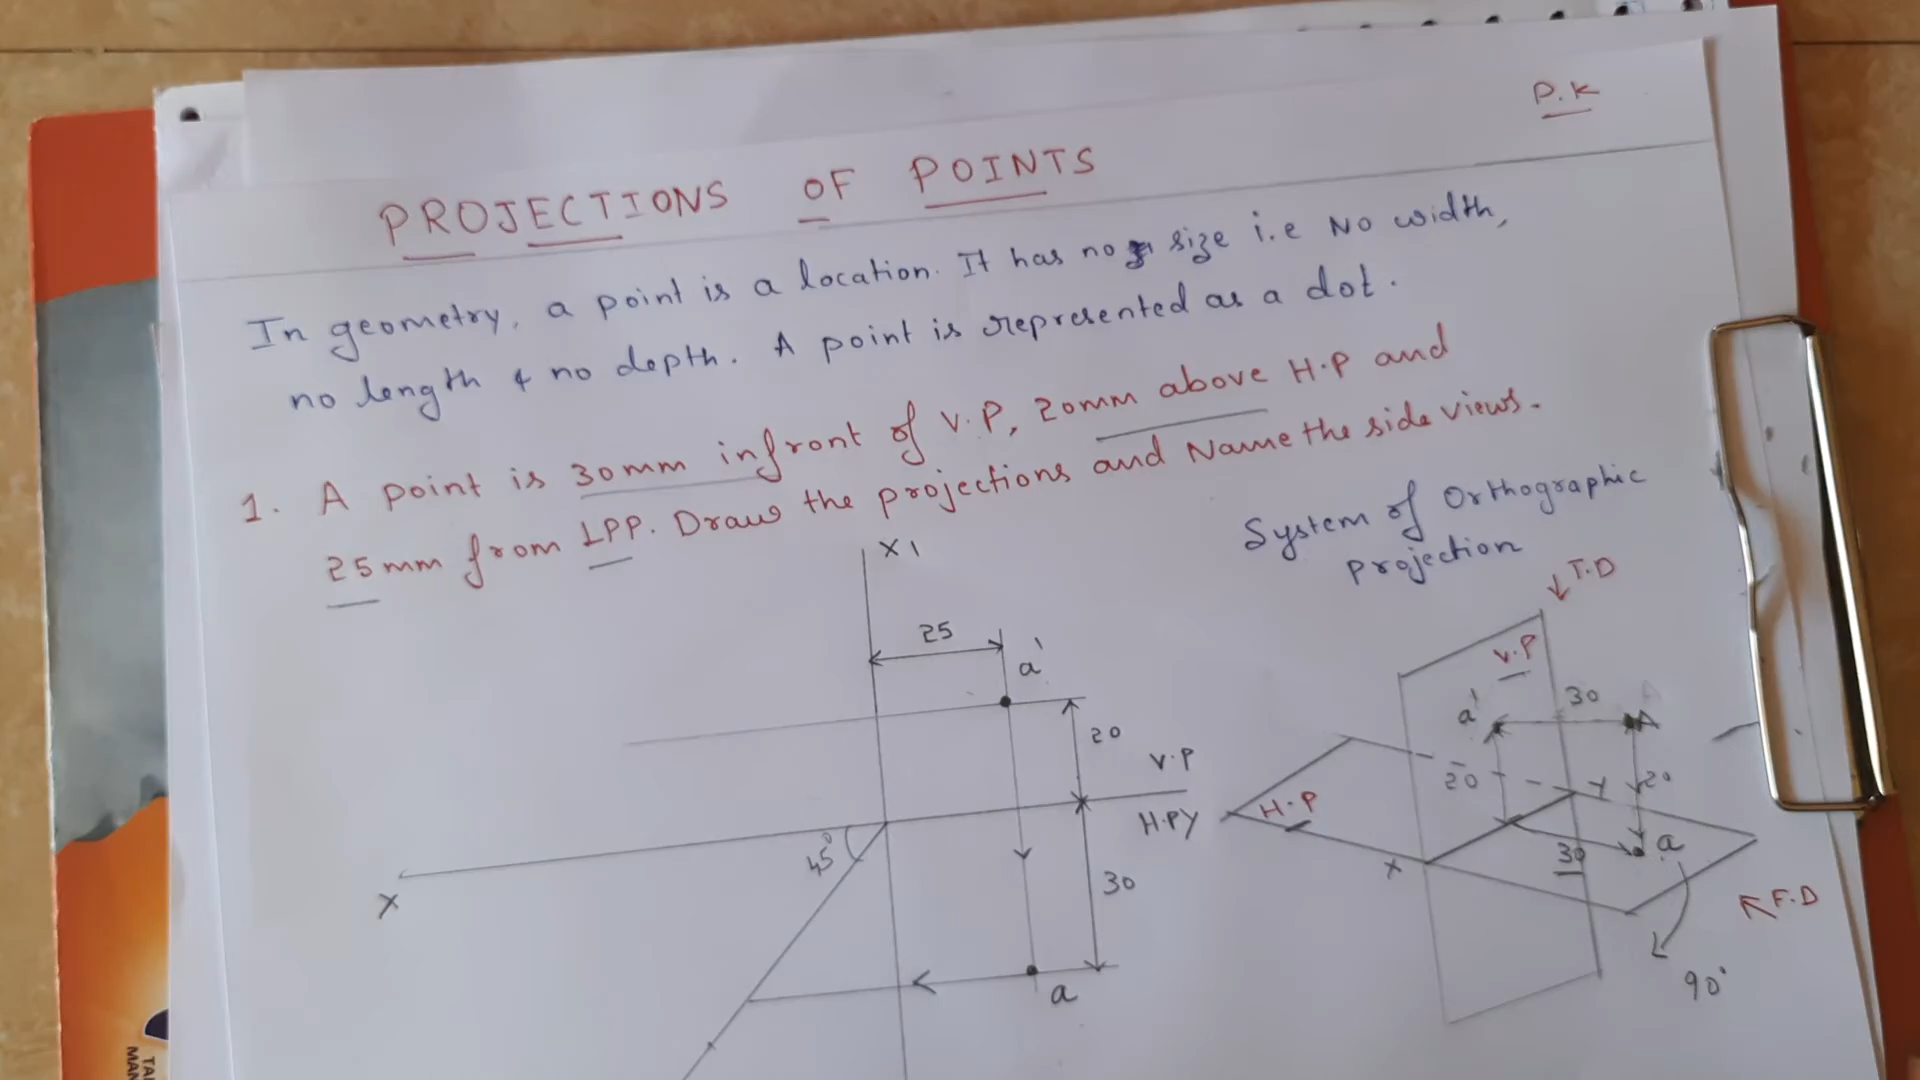 P.K
PROJECTIONS OF POINTS
In geometry, a point is a location. It has no size i.e No width,
no length & no depth. A point is represented as a dot.
1. A point is 30mm infront of V.P, 20mm above H.P and
25mm from LPP. Draw the projections and Name the side views.
System of Orthographic
projection
X1
25
a'
20
V.P
H.P Y
45°
X
30
a
T.D
V.P
a'
30
A
20
Y
20
H.P
X
30
a
F.D
90°
TA
MAN